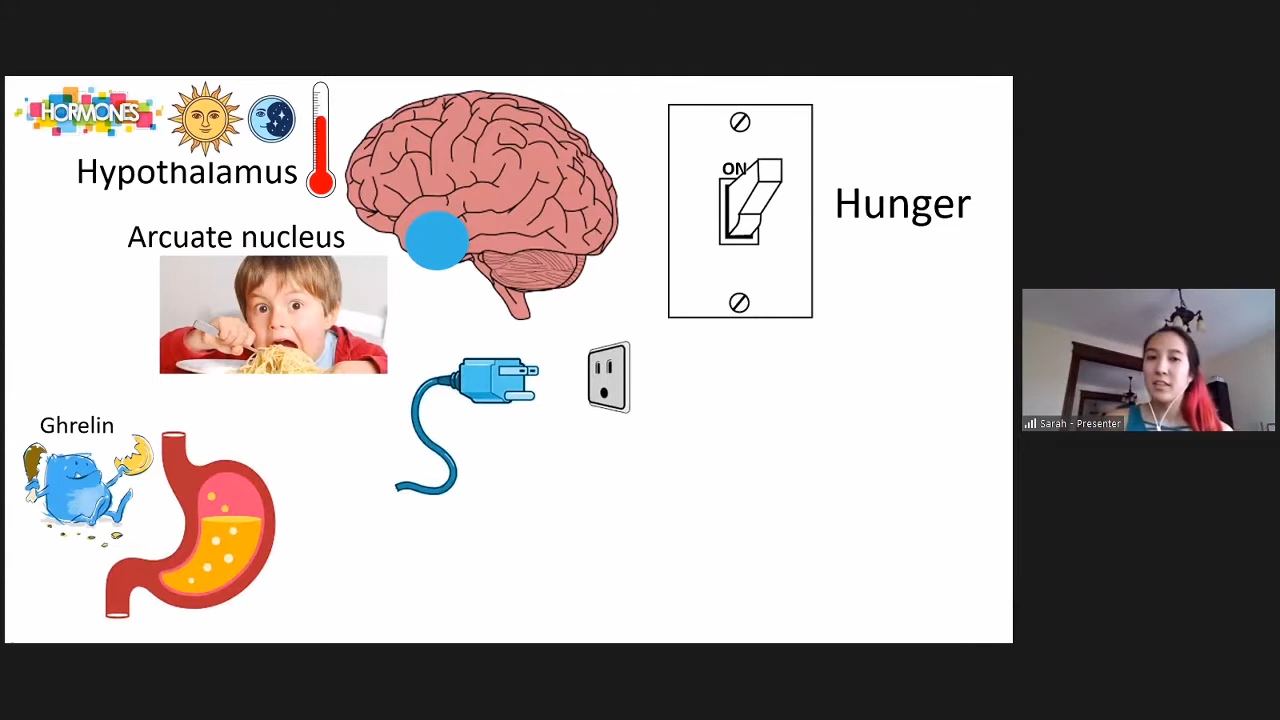 HORMONES
Hypothalamus
Arcuate nucleus
ON
Hunger
Ghrelin
Sarah - Presenter